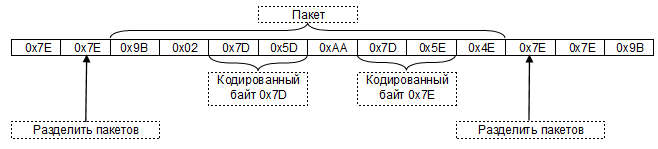 Пакет
0x7E 0x7E 0x9B 0x02 0x7D 0x5D 0xAA 0x7D 0x5E 0x4E 0x7E 0x7E 0x9B
Кодированный
байт 0x7D
Кодированный
байт 0x7E
Разделить пакетов
Разделить пакетов